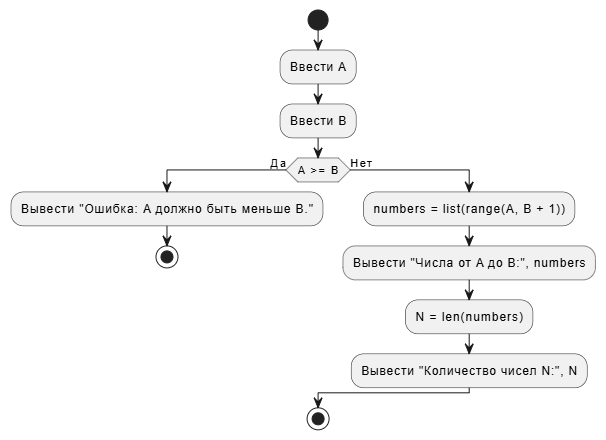 Ввести A
Ввести B
Да
A >= B
Нет
Вывести "Ошибка: A должно быть меньше B."
numbers = list(range(A, B + 1))
Вывести "Числа от A до B:", numbers
N = len(numbers)
Вывести "Количество чисел N:", N